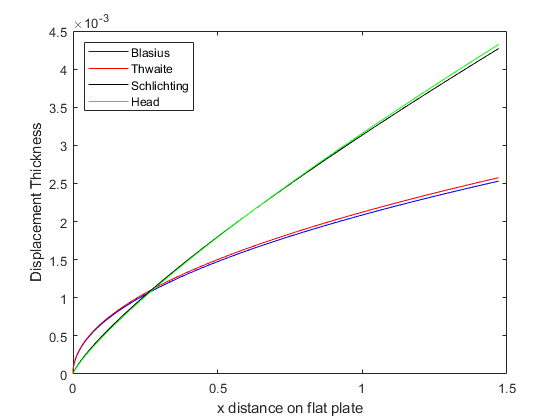 ×10-3
4.5
4
3.5
3
2.5
2
1.5
1
0.5
0
Displacement Thickness
Blasius
Thwaite
Schlichting
Head
0 0.5 1 1.5
x distance on flat plate